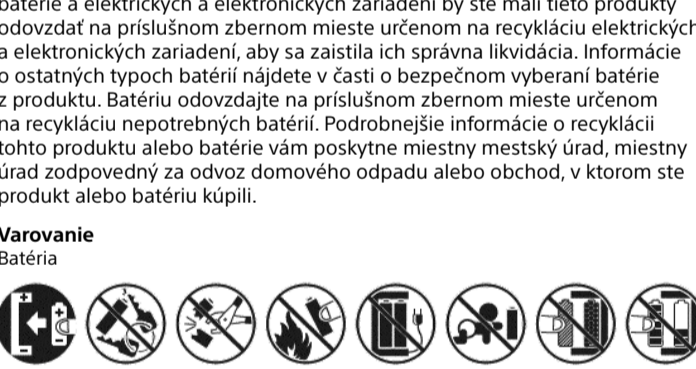 batérie a elektrických a elektronických zariadení by ste mali tieto produkty
odovzdať na príslušnom zbernom mieste určenom na recykláciu elektrických
a elektronických zariadení, aby sa zaistila ich správna likvidácia. Informácie
o ostatných typoch batérií nájdete v časti o bezpečnom vyberaní batérie
z produktu. Batériu odovzdajte na príslušnom zbernom mieste určenom
na recykláciu nepotrebných batérií. Podrobnejšie informácie o recyklácii
tohto produktu alebo batérie vám poskytne miestny mestský úrad, miestny
úrad zodpovedný za odvoz domového odpadu alebo obchod, v ktorom ste
produkt alebo batériu kúpili.
Varovanie
Batéria